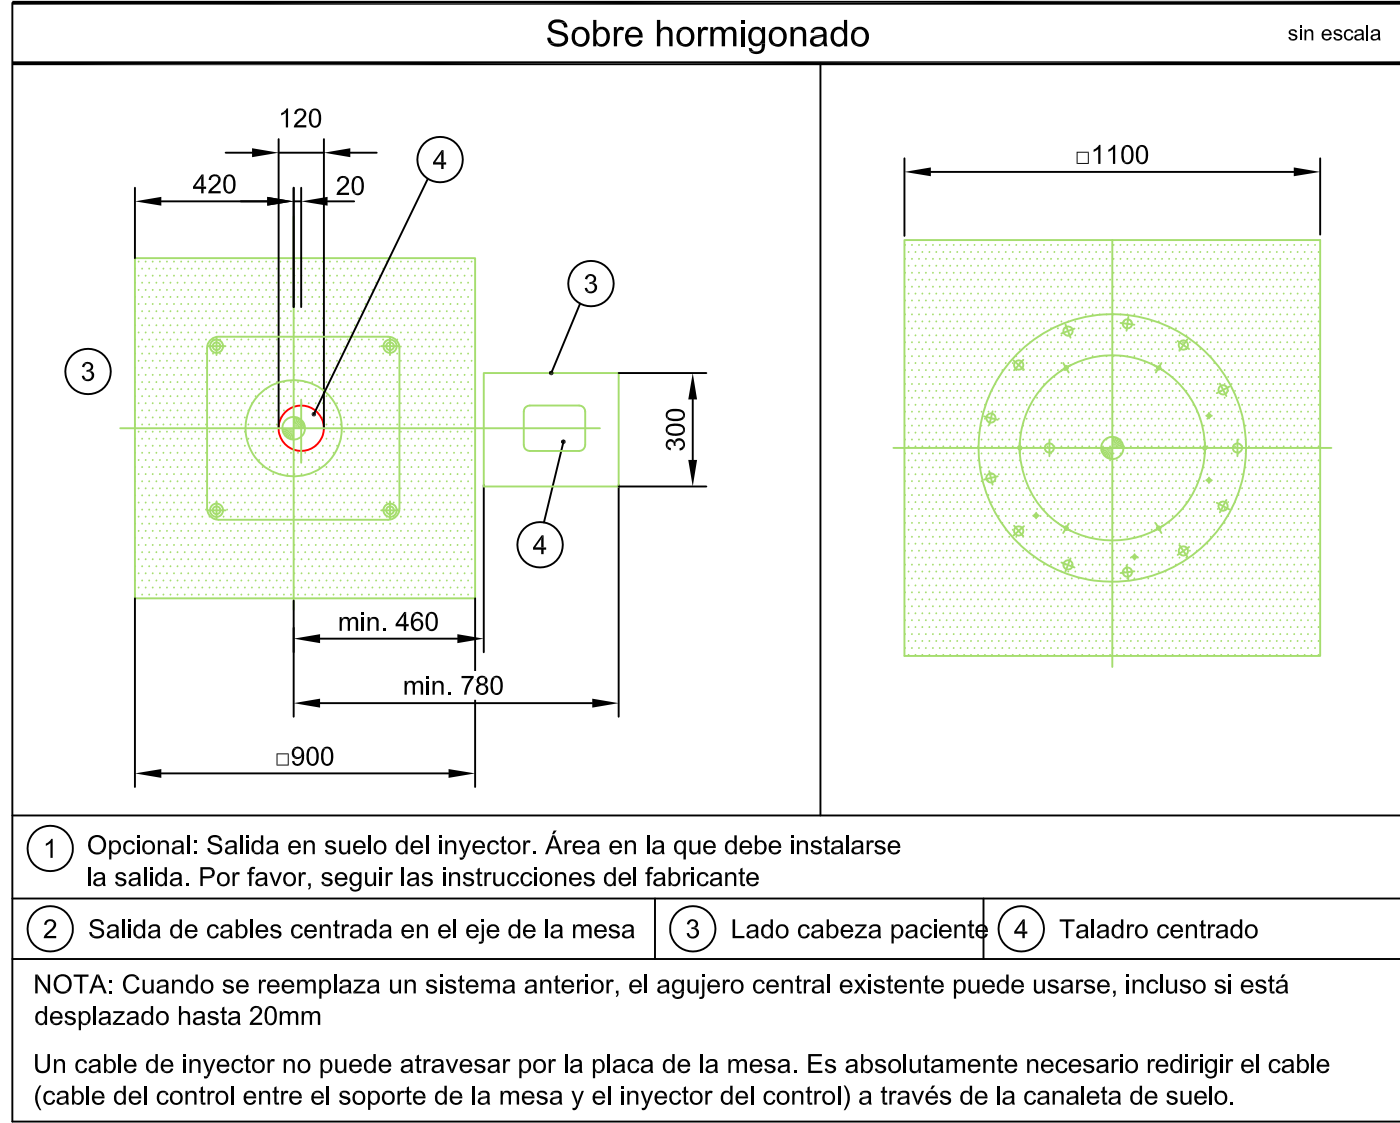 Sobre hormigonado
sin escala
120
4
420
20
□1100
3
3
300
4
min. 460
min. 780
□900
1 Opcional: Salida en suelo del inyector. Área en la que debe instalarse
la salida. Por favor, seguir las instrucciones del fabricante
2 Salida de cables centrada en el eje de la mesa
3 Lado cabeza paciente
4 Taladro centrado
NOTA: Cuando se reemplaza un sistema anterior, el agujero central existente puede usarse, incluso si está
desplazado hasta 20mm
Un cable de inyector no puede atravesar por la placa de la mesa. Es absolutamente necesario redirigir el cable
(cable del control entre el soporte de la mesa y el inyector del control) a través de la canaleta de suelo.